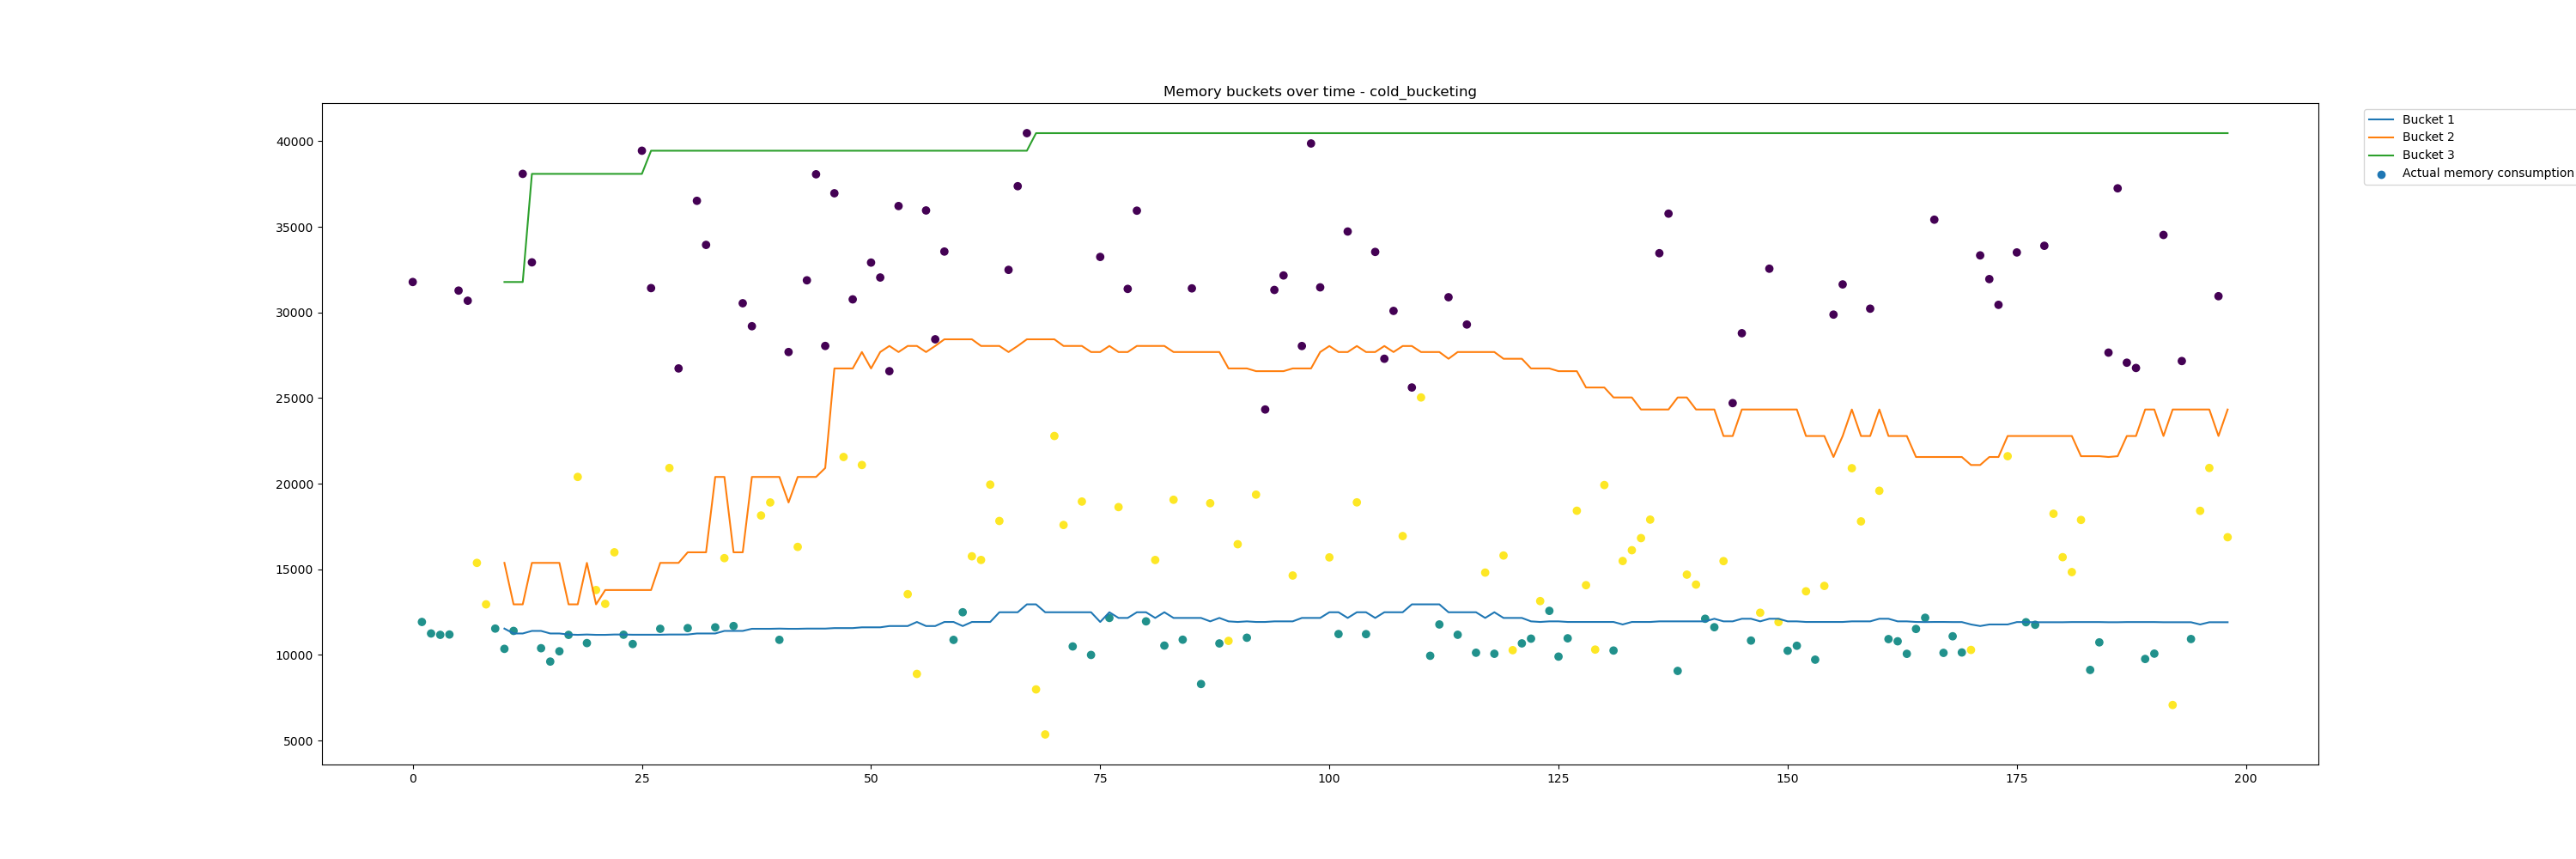 Memory buckets over time - cold_bucketing
40000
35000
30000
25000
20000
15000
10000
5000
0 25 50 75 100 125 150 175 200
Bucket 1
Bucket 2
Bucket 3
Actual memory consumption